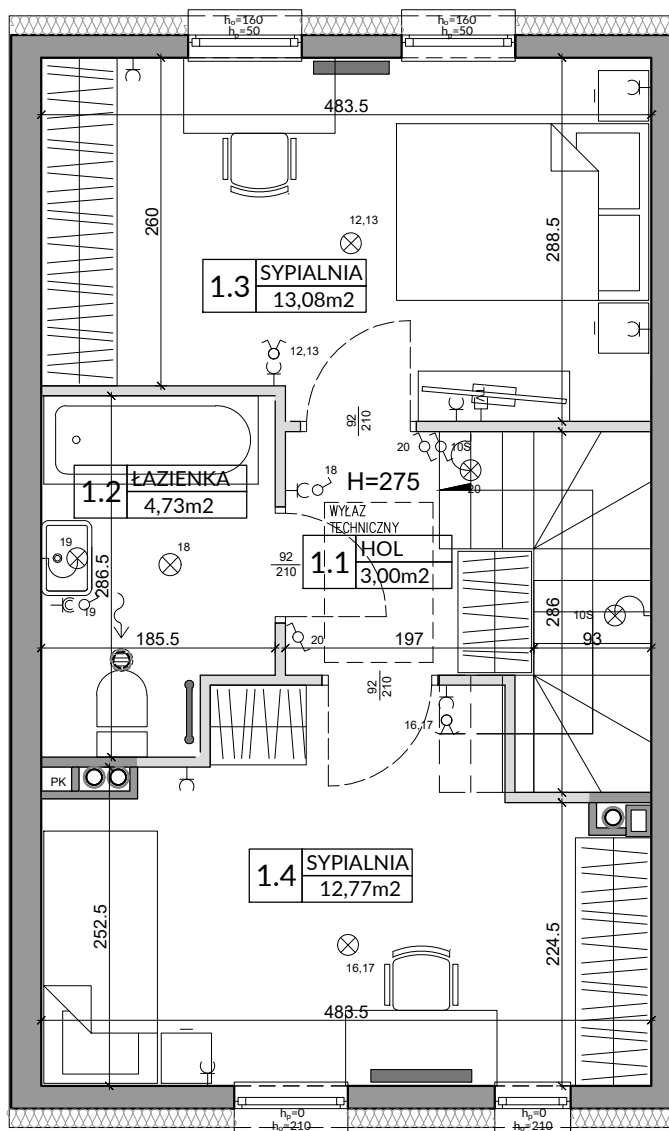 hₒ=160
hₚ=50
hₒ=160
hₚ=50
483.5
260
288.5
12,13
1.3
SYPIALNIA
13,08m2
12,13
92
210
20
10S
20
1.2
ŁAZIENKA
4,73m2
18
H=275
WYŁAZ
TECHNICZNY
1.1
HOL
3,00m2
19
18
286.5
92
210
19
286
10S
185.5
20
197
93
92
210
16,17
PK
1.4
SYPIALNIA
12,77m2
252.5
224.5
16,17
483.5
hₚ=0
hₒ=210
hₚ=0
hₒ=210